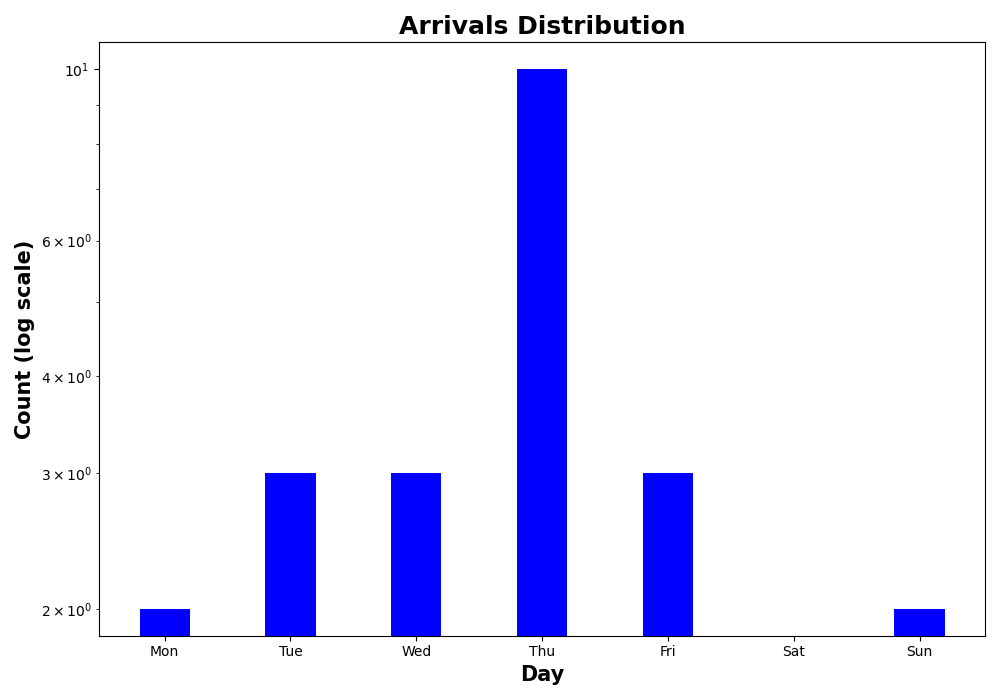 Arrivals Distribution
Count (log scale)
10¹
6 × 10⁰
4 × 10⁰
3 × 10⁰
2 × 10⁰
Mon Tue Wed Thu Fri Sat Sun
Day